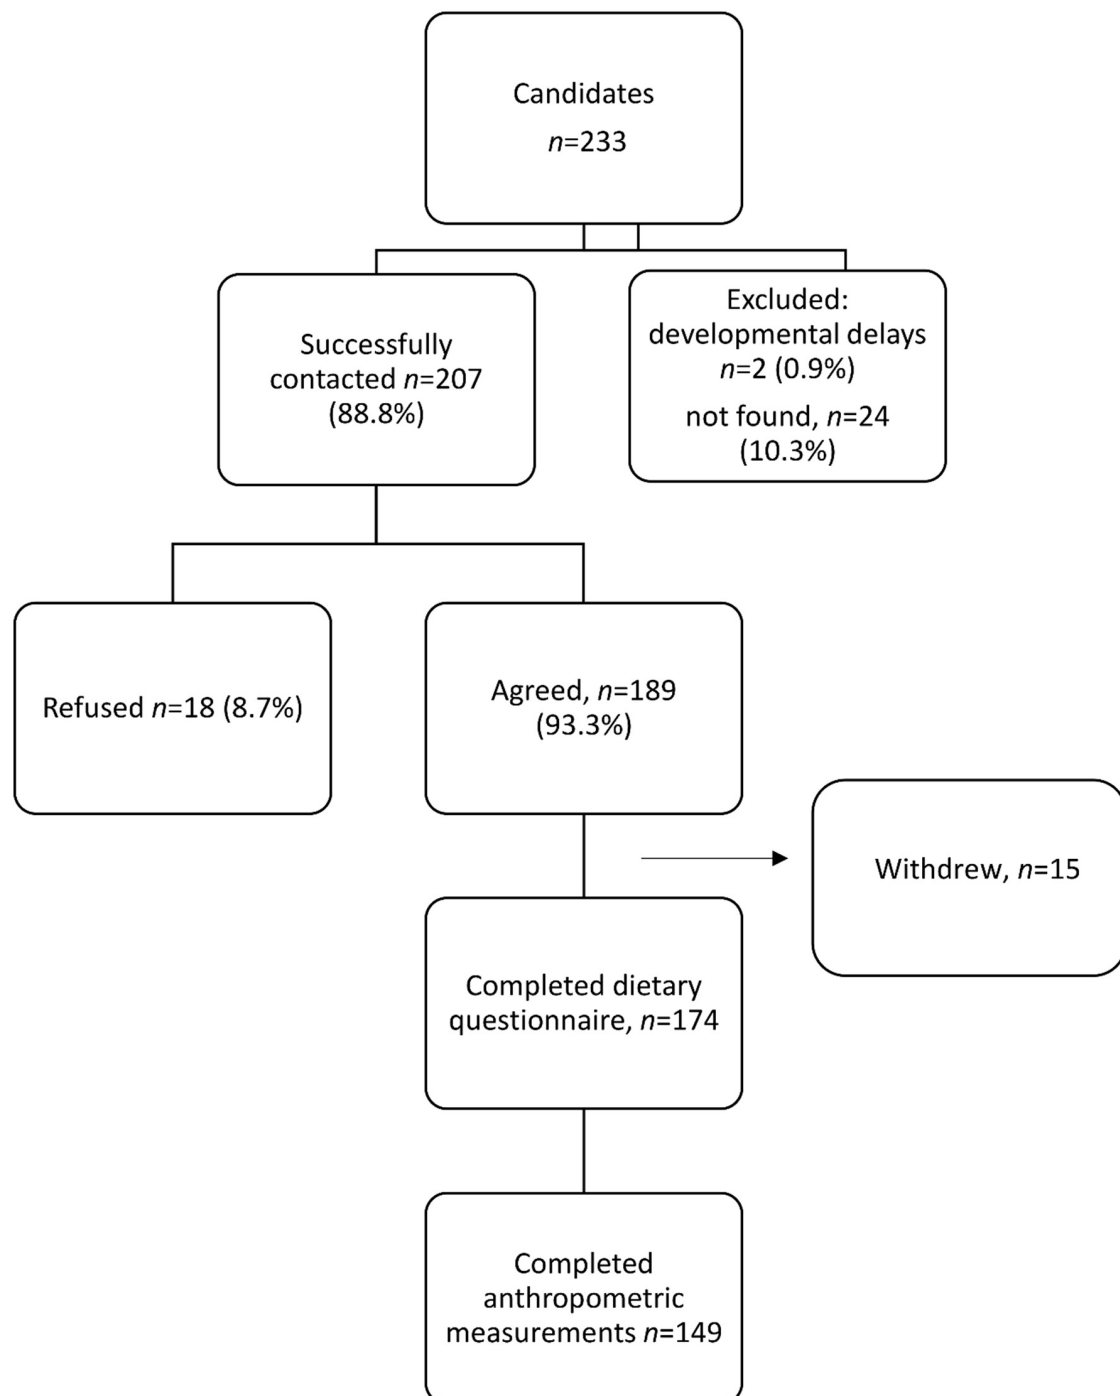 Candidates
n=233
Successfully
contacted n=207
(88.8%)
Excluded:
developmental delays
n=2 (0.9%)
not found, n=24
(10.3%)
Refused n=18 (8.7%)
Agreed, n=189
(93.3%)
Withdrew, n=15
Completed dietary
questionnaire, n=174
Completed
anthropometric
measurements n=149